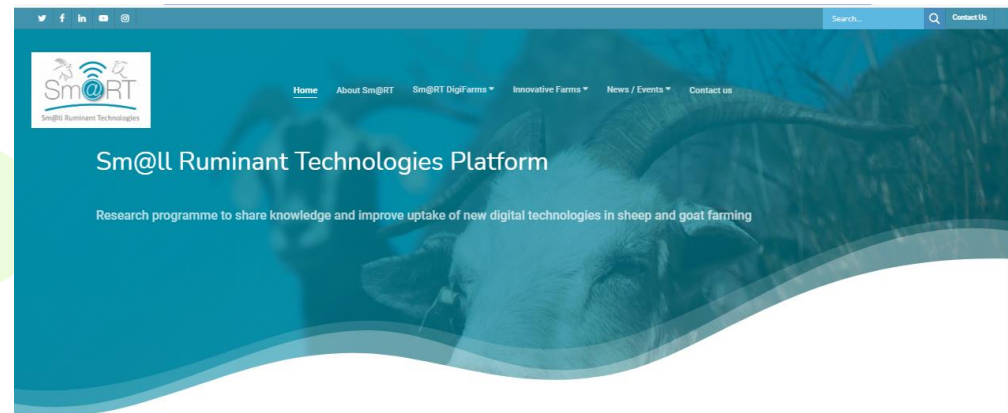 Search...
Contact Us
Sm@RT
Sm@ll Ruminant Technologies
Home About Sm@RT Sm@RT DigiFarms Innovative Farms News / Events Contact us
Sm@ll Ruminant Technologies Platform
Research programme to share knowledge and improve uptake of new digital technologies in sheep and goat farming